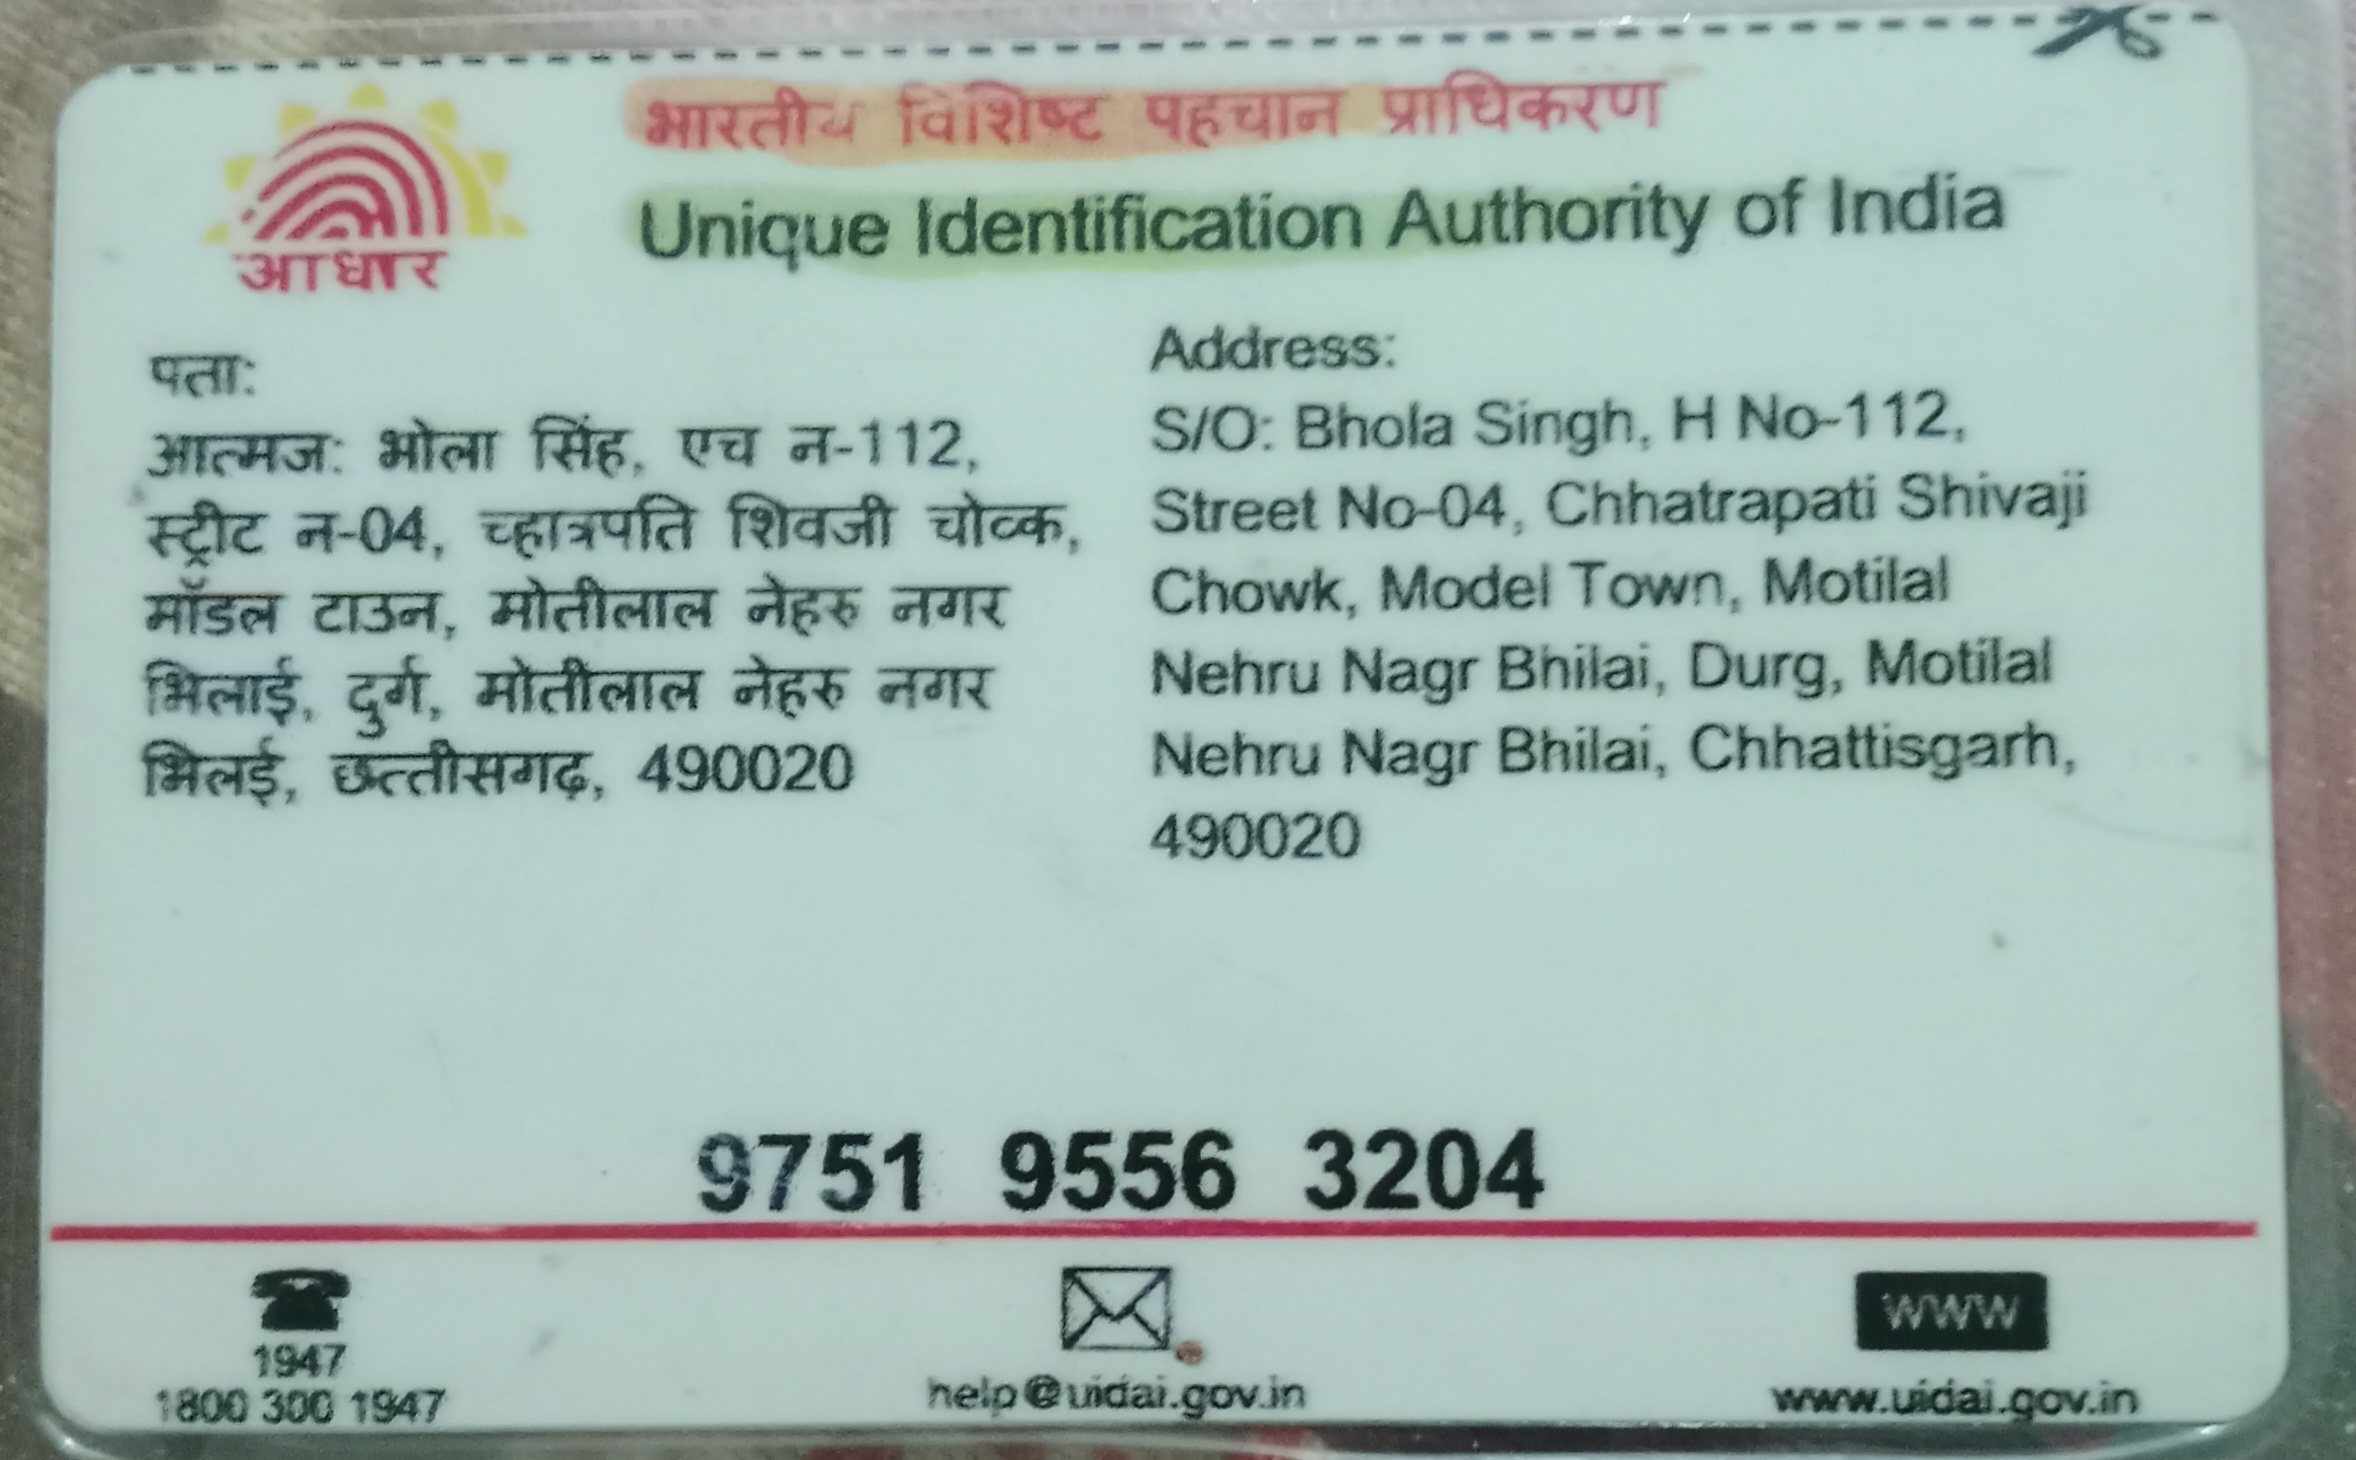 भारतीय विशिष्ट पहचान प्राधिकरण
Unique Identification Authority of India
आधार
पता:
आत्मज: भोला सिंह, एच न-112,
स्ट्रीट न-04, च्हात्रपति शिवजी चोव्क,
मॉडल टाउन, मोतीलाल नेहरु नगर
भिलाई, दुर्ग, मोतीलाल नेहरु नगर
भिलई, छत्तीसगढ़, 490020
Address:
S/O: Bhola Singh, H No-112,
Street No-04, Chhatrapati Shivaji
Chowk, Model Town, Motilal
Nehru Nagr Bhilai, Durg, Motilal
Nehru Nagr Bhilai, Chhattisgarh,
490020
9751 9556 3204
1947
1800 300 1947
help@uidai.gov.in
www
www.uidai.gov.in